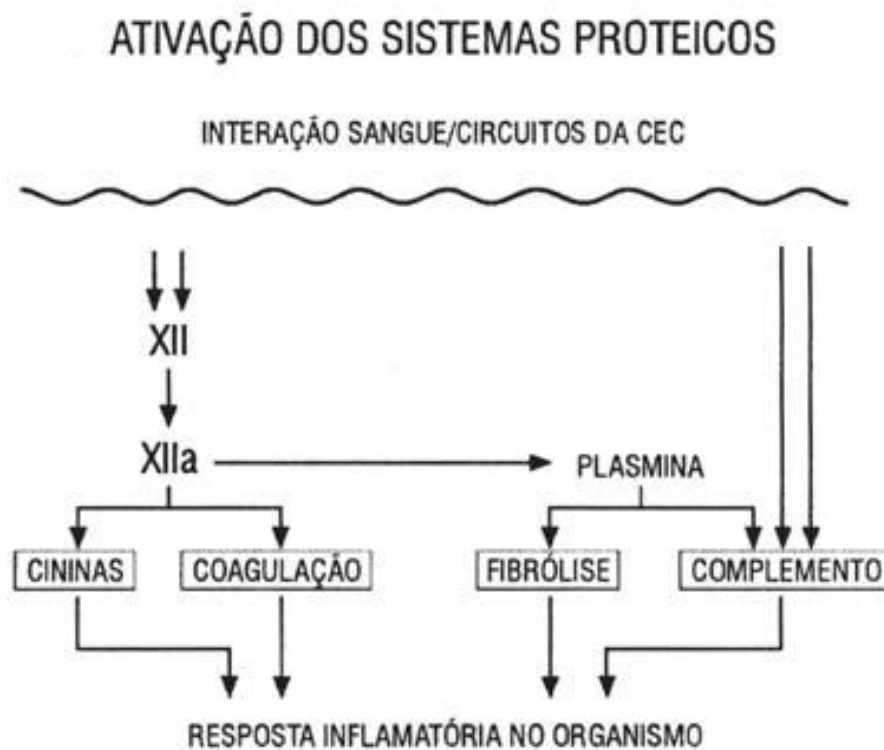 ATIVAÇÃO DOS SISTEMAS PROTEICOS
INTERAÇÃO SANGUE/CIRCUITOS DA CEC
XII
XIIa
PLASMINA
CININAS
COAGULAÇÃO
FIBRÓLISE
COMPLEMENTO
RESPOSTA INFLAMATÓRIA NO ORGANISMO